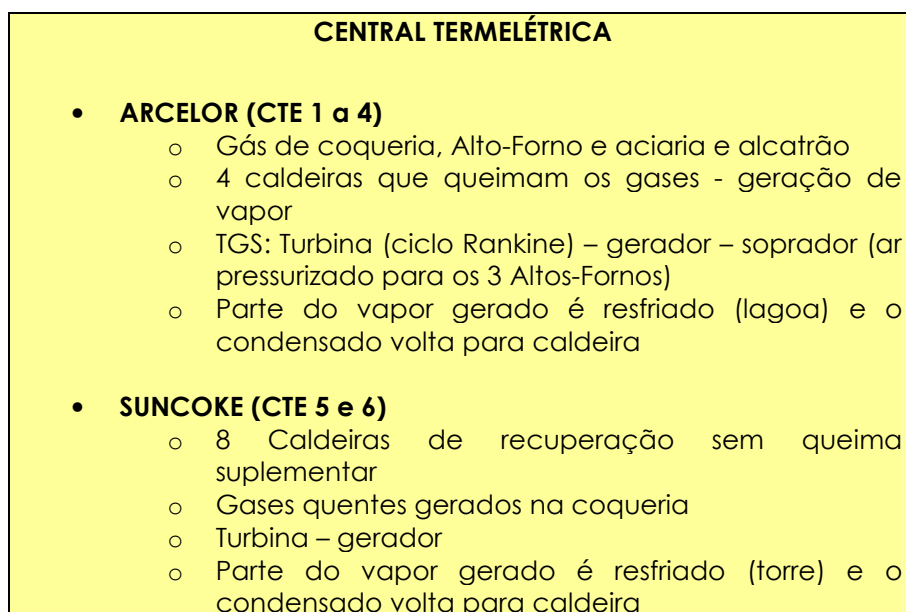 CENTRAL TERMELÉTRICA
• ARCELOR (CTE 1 a 4)
o Gás de coqueria, Alto-Forno e aciaria e alcatrão
o 4 caldeiras que queimam os gases - geração de
vapor
o TGS: Turbina (ciclo Rankine) – gerador – soprador (ar
pressurizado para os 3 Altos-Fornos)
o Parte do vapor gerado é resfriado (lagoa) e o
condensado volta para caldeira
• SUNCOKE (CTE 5 e 6)
o 8 Caldeiras de recuperação sem queima
suplementar
o Gases quentes gerados na coqueria
o Turbina – gerador
o Parte do vapor gerado é resfriado (torre) e o
condensado volta para caldeira